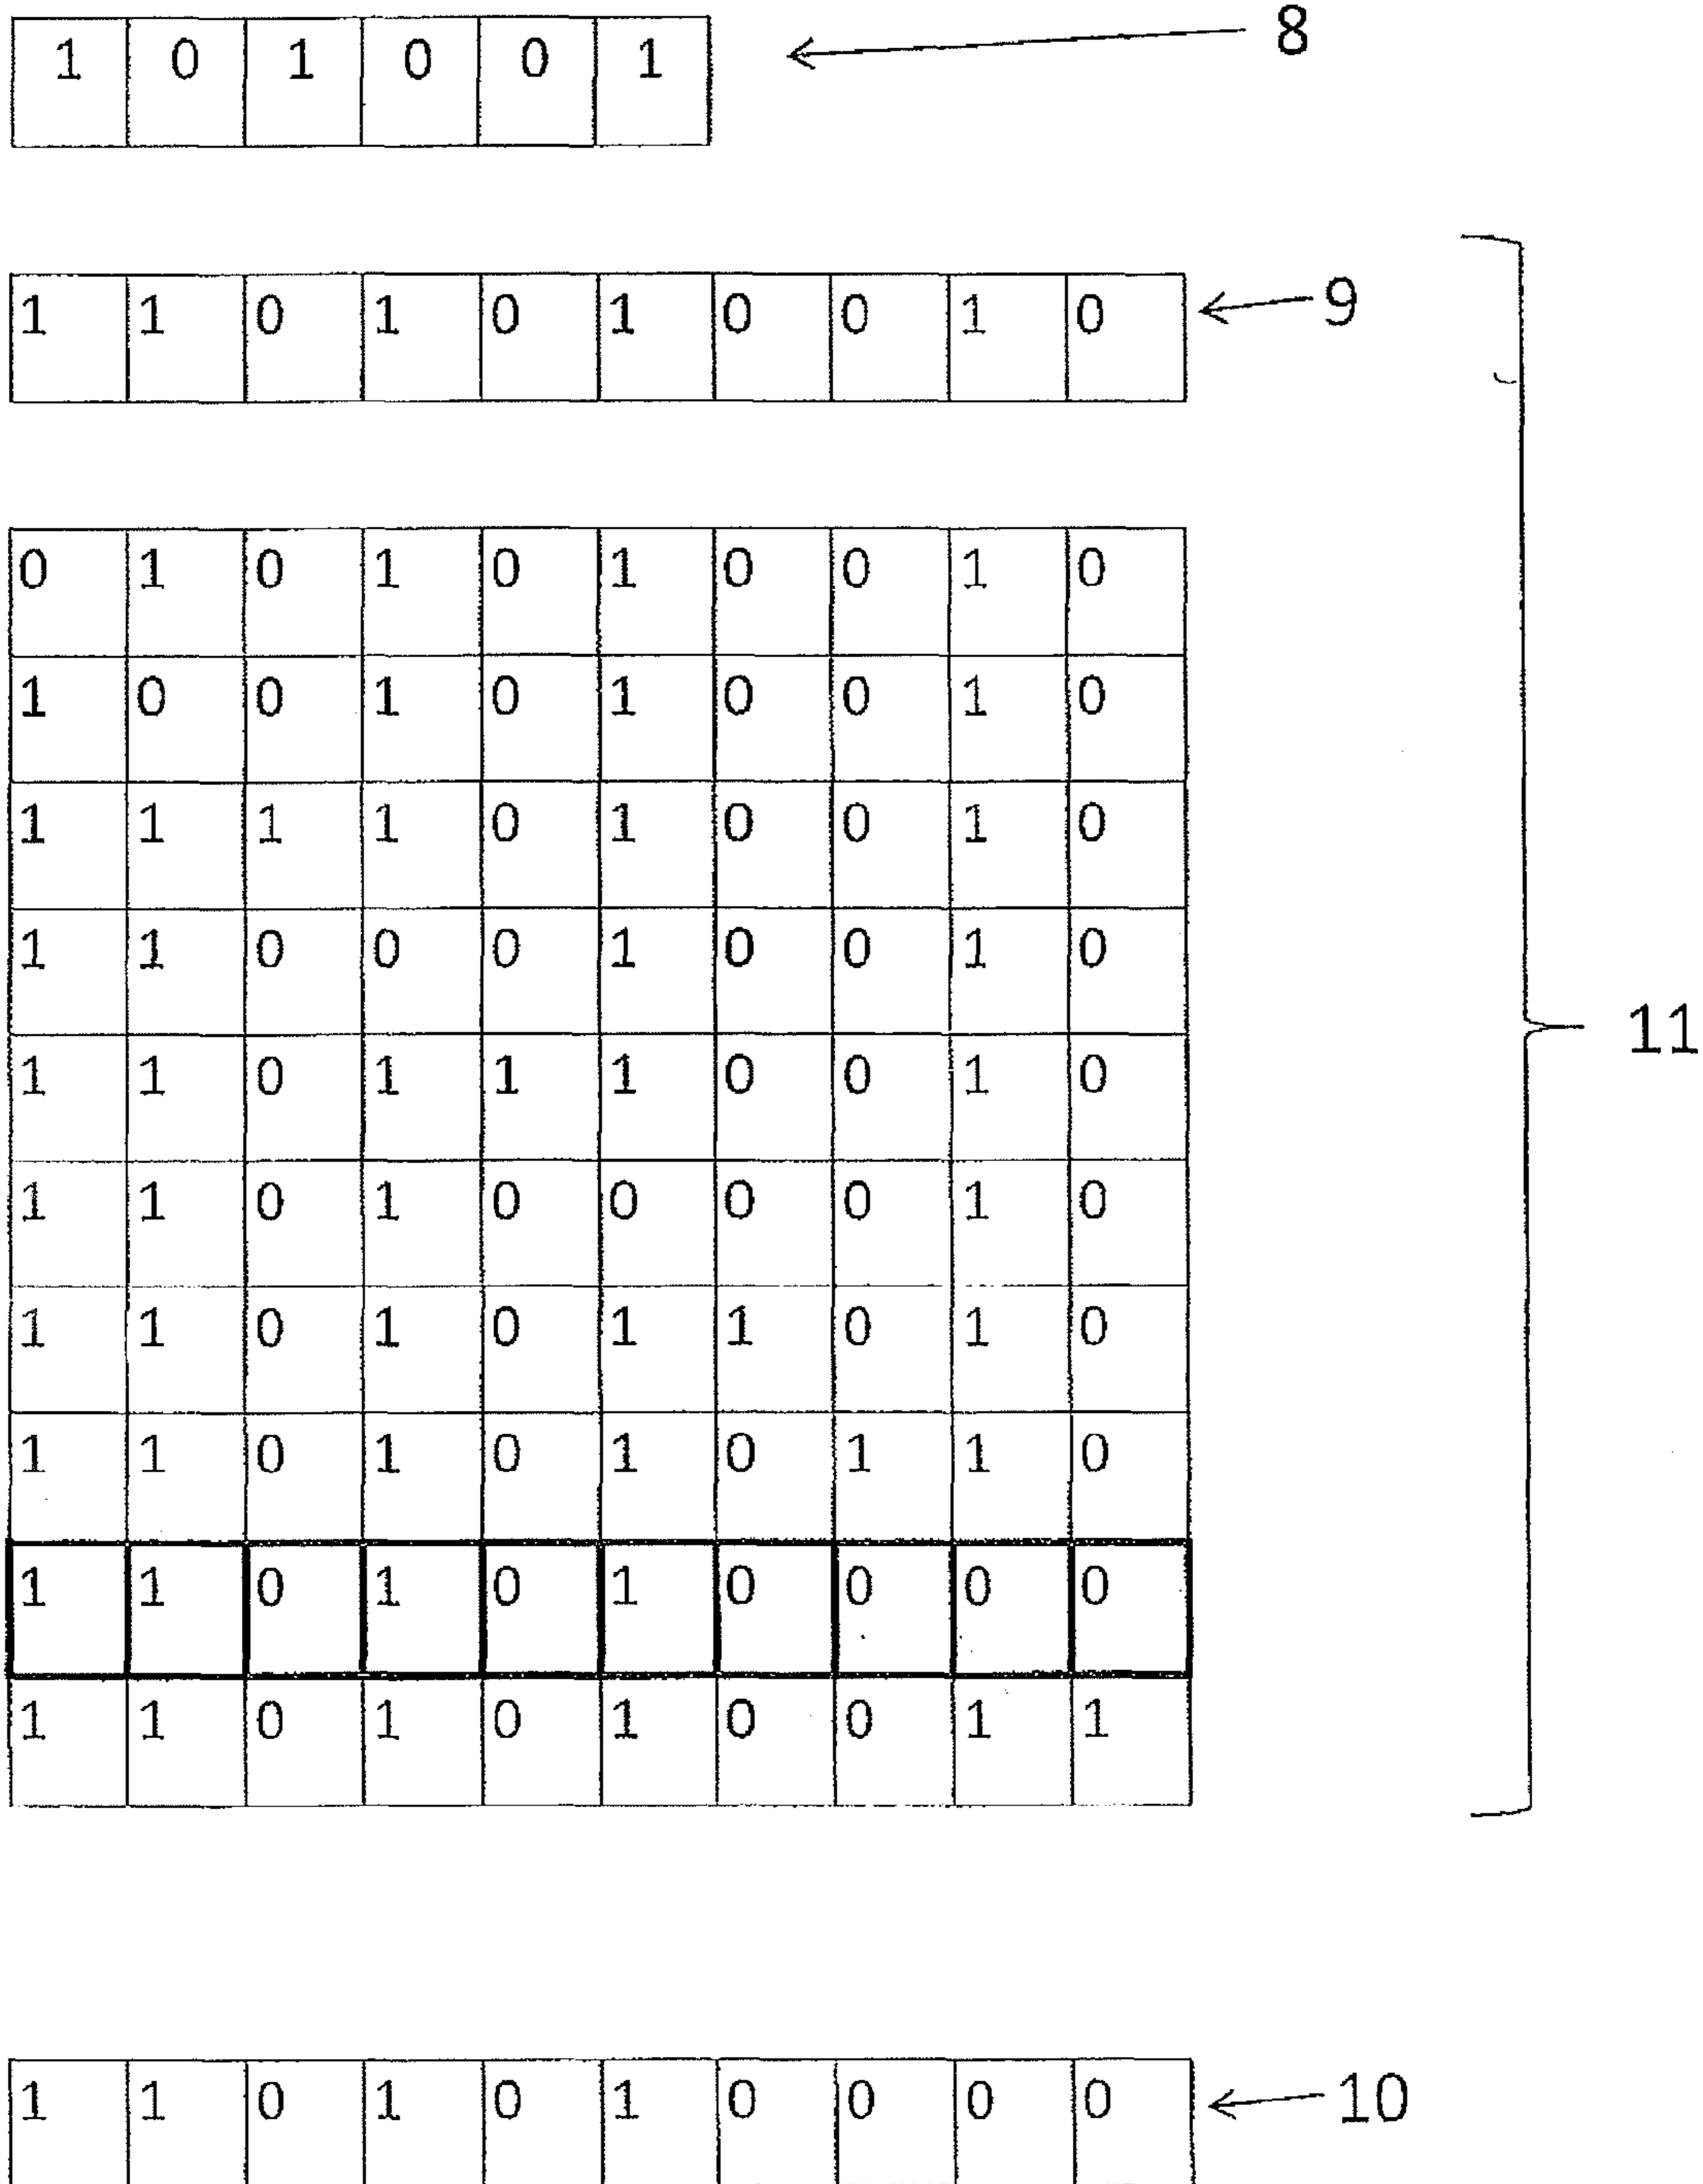 1 0 1 0 0 1 8
1 1 0 1 0 1 0 0 1 0 9
0 1 0 1 0 1 0 0 1 0
1 0 0 1 0 1 0 0 1 0
1 1 1 1 0 1 0 0 1 0
1 1 0 0 0 1 0 0 1 0
11
1 1 0 1 1 1 0 0 1 0
1 1 0 1 0 0 0 0 1 0
1 1 0 1 0 1 1 0 1 0
1 1 0 1 0 1 0 1 1 0
1 1 0 1 0 1 0 0 0 0
1 1 0 1 0 1 0 0 1 1
1 1 0 1 0 1 0 0 0 0 10